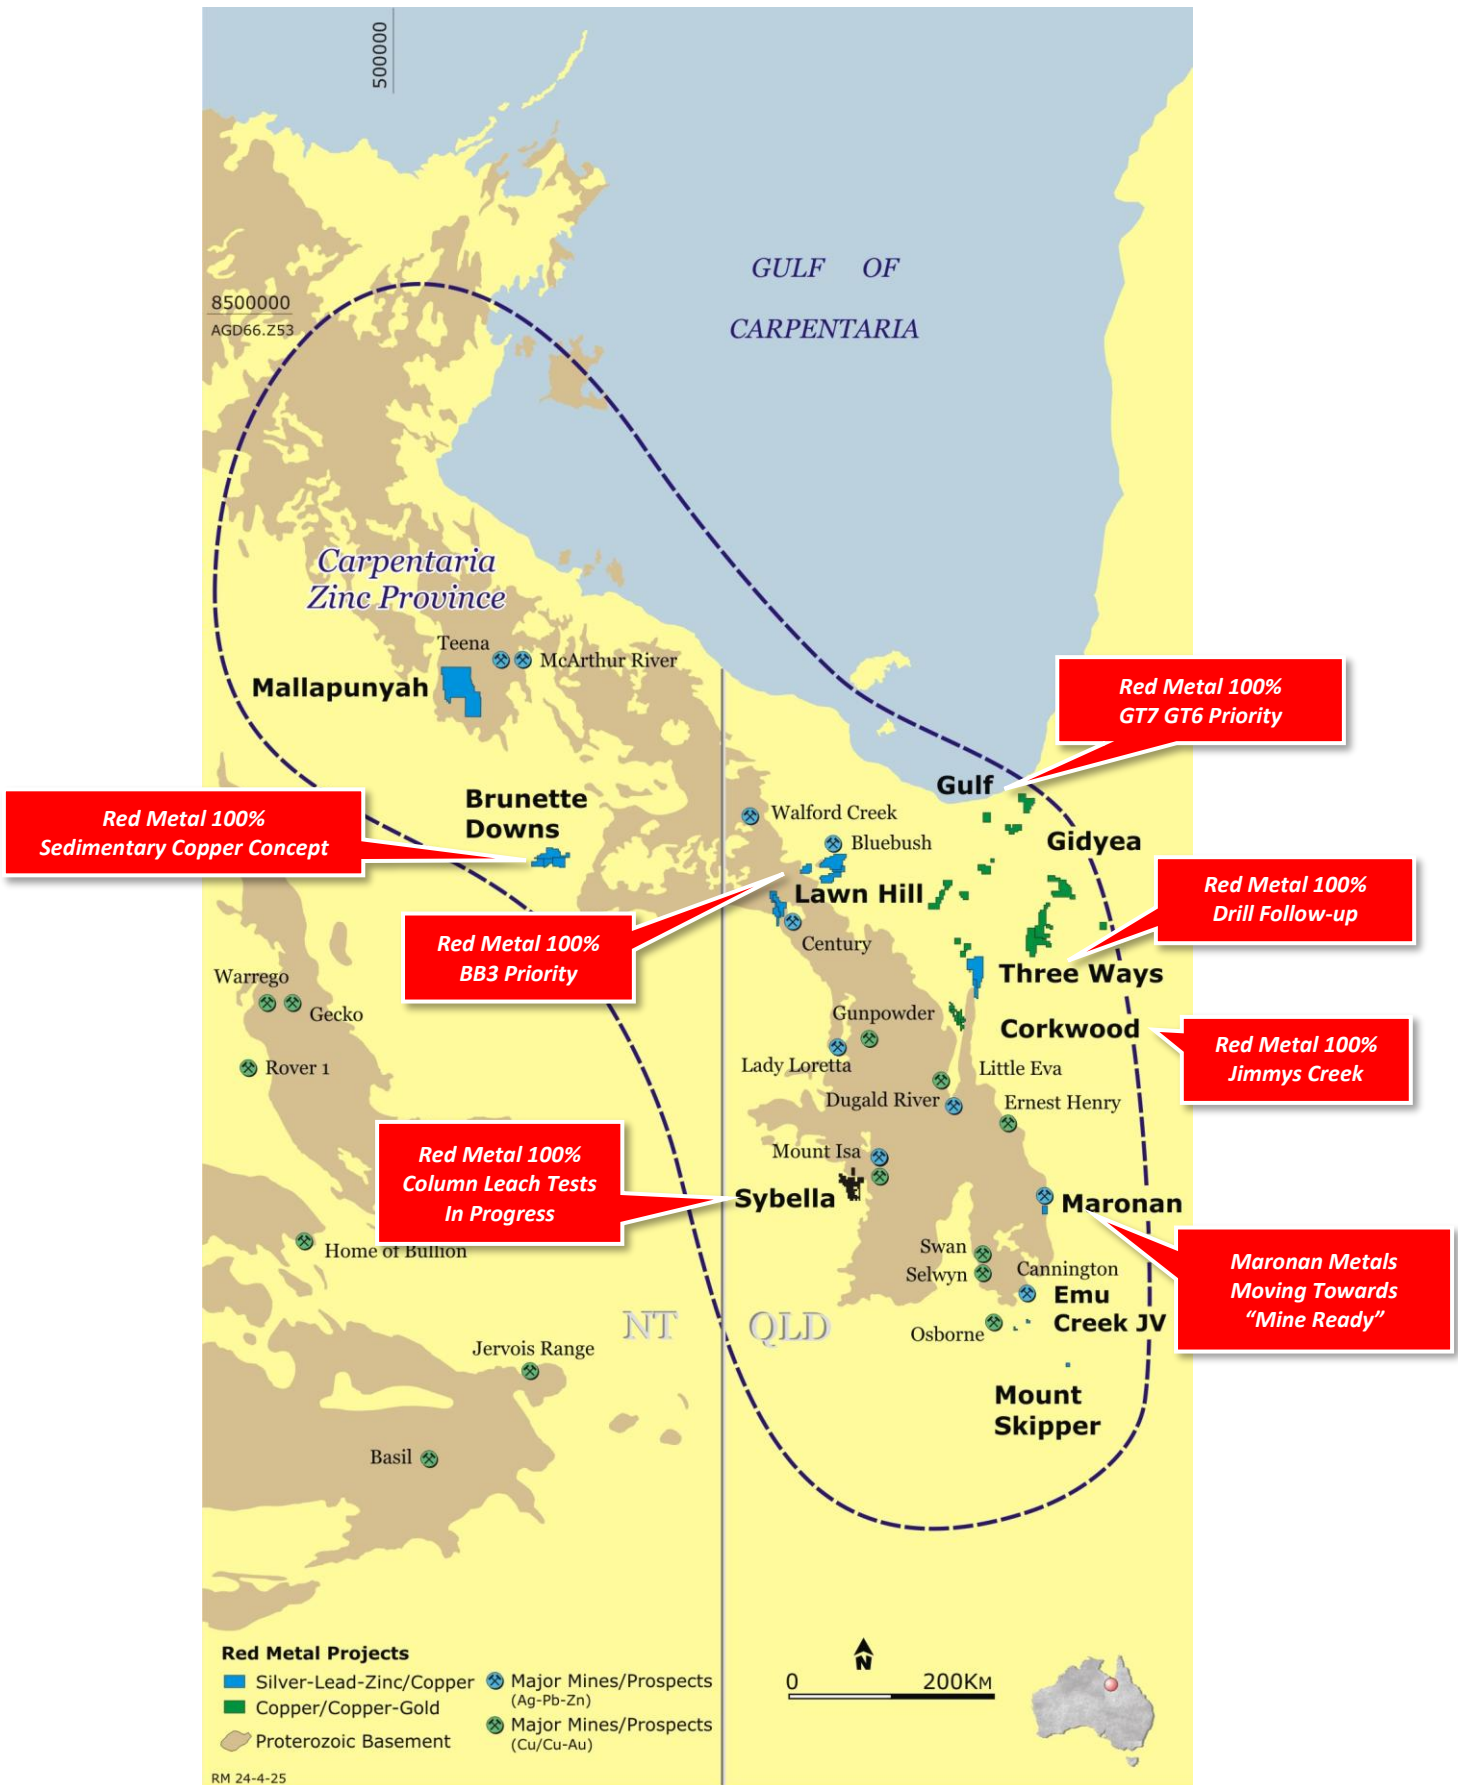 500000
GULF OF
CARPENTARIA
8500000
AGD66.Z53
Carpentaria
Zinc Province
Teena
McArthur River
Mallapunyah
Red Metal 100%
GT7 GT6 Priority
Gulf
Brunette
Downs
Red Metal 100%
Sedimentary Copper Concept
Walford Creek
Bluebush
Gidyea
Lawn Hill
Red Metal 100%
Drill Follow-up
Red Metal 100%
BB3 Priority
Century
Three Ways
Warrego
Gecko
Gunpowder
Corkwood
Red Metal 100%
Jimmys Creek
Rover 1
Lady Loretta
Little Eva
Dugald River
Ernest Henry
Red Metal 100%
Column Leach Tests
In Progress
Mount Isa
Sybella
Maronan
Home of Bullion
Swan
Selwyn
Cannington
Maronan Metals
Moving Towards
“Mine Ready”
Emu
Creek JV
NT
QLD
Osborne
Jervois Range
Mount
Skipper
Basil
Red Metal Projects
Silver-Lead-Zinc/Copper
Copper/Copper-Gold
Proterozoic Basement
Major Mines/Prospects
(Ag-Pb-Zn)
Major Mines/Prospects
(Cu/Cu-Au)
N
0 200KM
RM 24-4-25